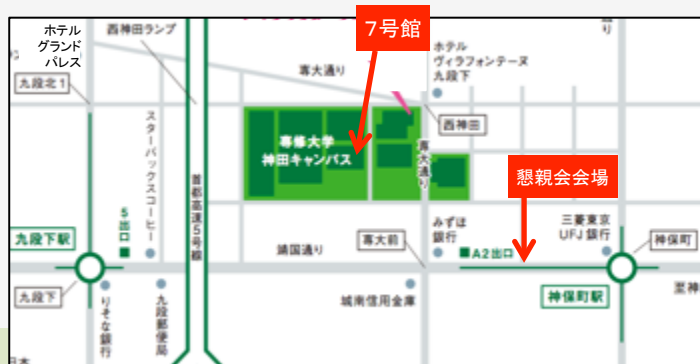 ホテル
グランド
パレス
西神田ランプ
7号館
専大通り
ホテル
ヴィラフォンテーヌ
九段下
九段北1
スターバックスコーヒー
専修大学
神田キャンパス
西神田
専大通り
首都高速5号線
懇親会会場
5出口
九段下駅
靖国通り
専大前
みずほ
銀行
A2出口
三菱東京
UFJ銀行
神保町
九段下
りそな銀行
九段郵便局
城南信用金庫
神保町駅
至神
日本